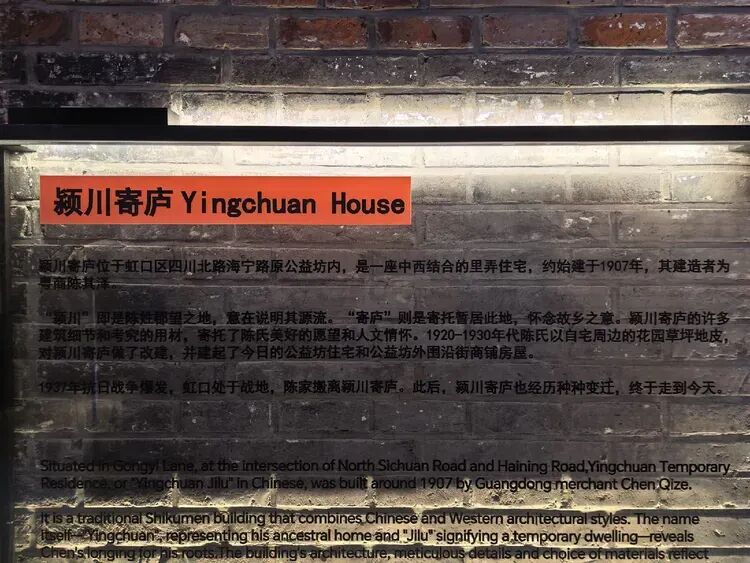 颍川寄庐 Yingchuan House
颍川寄庐位于虹口区四川北路海宁路原公益坊内，是一座中西结合的里弄住宅，约始建于1907年，其建造者为
粤商陈其泽。
“颍川”即是陈姓郡望之地，意在说明其源流。“寄庐”则是寄托暂居此地，怀念故乡之意。颍川寄庐的许多
建筑细节和考究的用材，寄托了陈氏美好的愿望和人文情怀。1920-1930年代陈氏以自宅周边的花园草坪地皮，
对颍川寄庐做了改建，并建起了今日的公益坊住宅和公益坊外围沿街商铺房屋。
1937年抗日战争爆发，虹口处于战地，陈家搬离颍川寄庐。此后，颍川寄庐也经历种种变迁，终于走到今天。
Situated in Gongyi Lane, at the intersection of North Sichuan Road and Haining Road,Yingchuan Temporary
Residence, or "Yingchuan Jilu" in Chinese, was built around 1907 by Guangdong merchant Chen Qize.
It is a traditional Shikumen building that combines Chinese and Western architectural styles. The name
itself—"Yingchuan", representing his ancestral home and "Jilu" signifying a temporary dwelling—reveals
Chen's longing for his roots.The building's architecture, meticulous details and choice of materials reflect